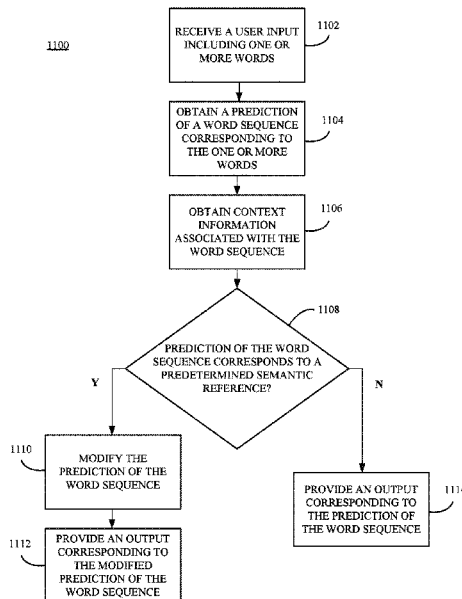 1100
RECEIVE A USER INPUT
INCLUDING ONE OR
MORE WORDS
1102
OBTAIN A PREDICTION
OF A WORD SEQUENCE
CORRESPONDING TO
THE ONE OR MORE
WORDS
1104
OBTAIN CONTEXT
INFORMATION
ASSOCIATED WITH THE
WORD SEQUENCE
1106
1108
PREDICTION OF THE WORD
SEQUENCE CORRESPONDS TO A
PREDETERMINED SEMANTIC
REFERENCE?
Y
N
1110
MODIFY THE
PREDICTION OF THE
WORD SEQUENCE
1112
PROVIDE AN OUTPUT
CORRESPONDING TO
THE MODIFIED
PREDICTION OF THE
WORD SEQUENCE
PROVIDE AN OUTPUT
CORRESPONDING TO
THE PREDICTION OF
THE WORD SEQUENCE